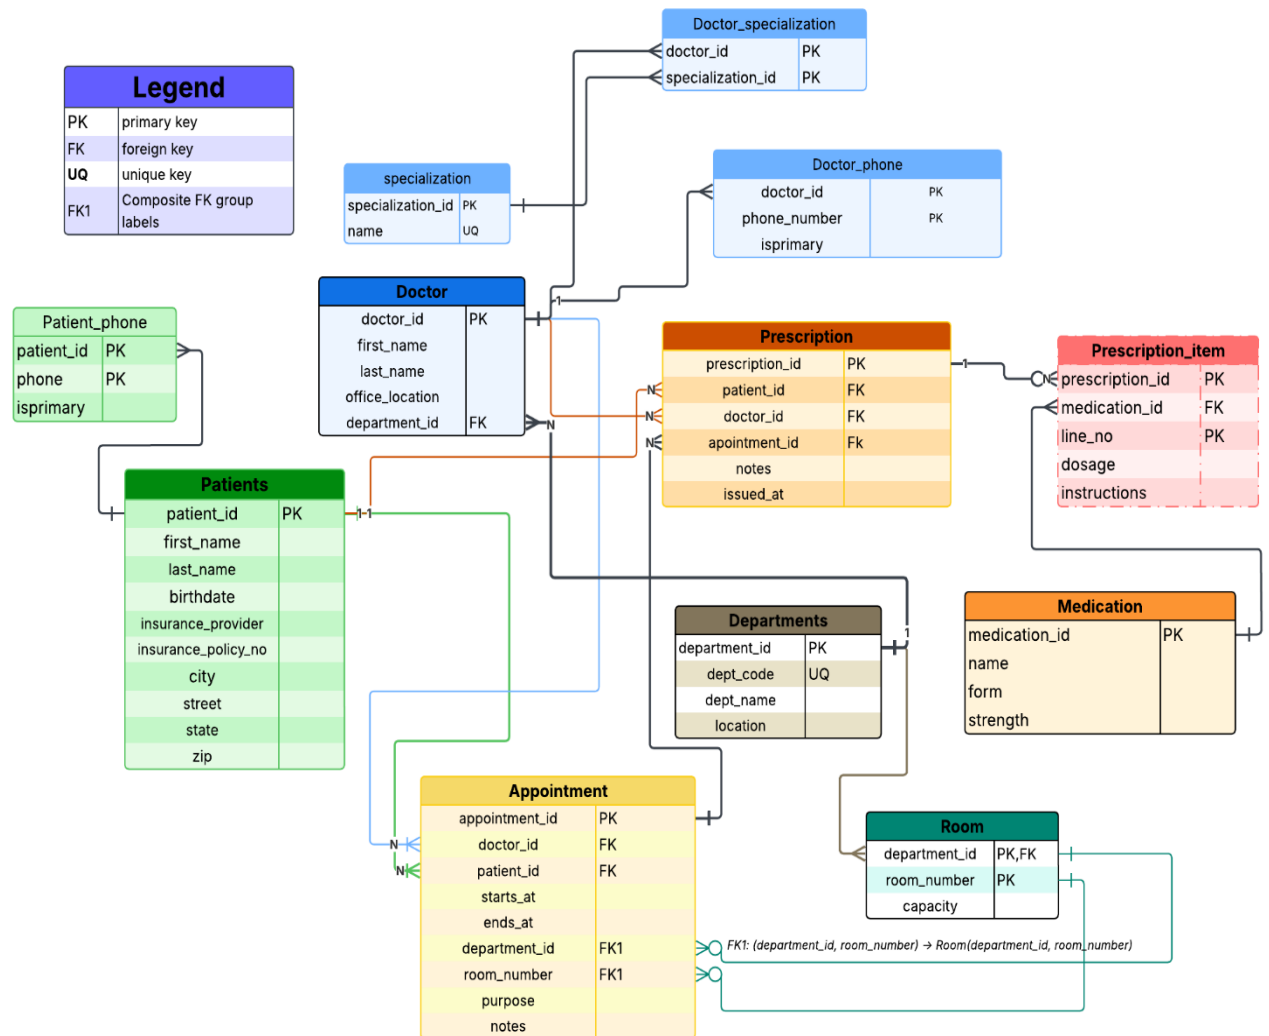 Doctor_specialization
doctor_id PK
specialization_id PK
Legend
PK primary key
FK foreign key
UQ unique key
FK1 Composite FK group
labels
specialization
specialization_id PK
name UQ
Doctor_phone
doctor_id PK
phone_number PK
isprimary
Doctor
doctor_id PK
first_name
last_name
office_location
department_id FK
1
N
Patient_phone
patient_id PK
phone PK
isprimary
Prescription
prescription_id PK
patient_id FK
doctor_id FK
apointment_id Fk
notes
issued_at
N
N
N
1
Prescription_item
prescription_id PK
medication_id FK
line_no PK
dosage
instructions
N
Patients
patient_id PK
first_name
last_name
birthdate
insurance_provider
insurance_policy_no
city
street
state
zip
1
1
Departments
department_id PK
dept_code UQ
dept_name
location
1
Medication
medication_id PK
name
form
strength
Appointment
appointment_id PK
doctor_id FK
patient_id FK
starts_at
ends_at
department_id FK1
room_number FK1
purpose
notes
N
N
Room
department_id PK,FK
room_number PK
capacity
FK1: (department_id, room_number) → Room(department_id, room_number)